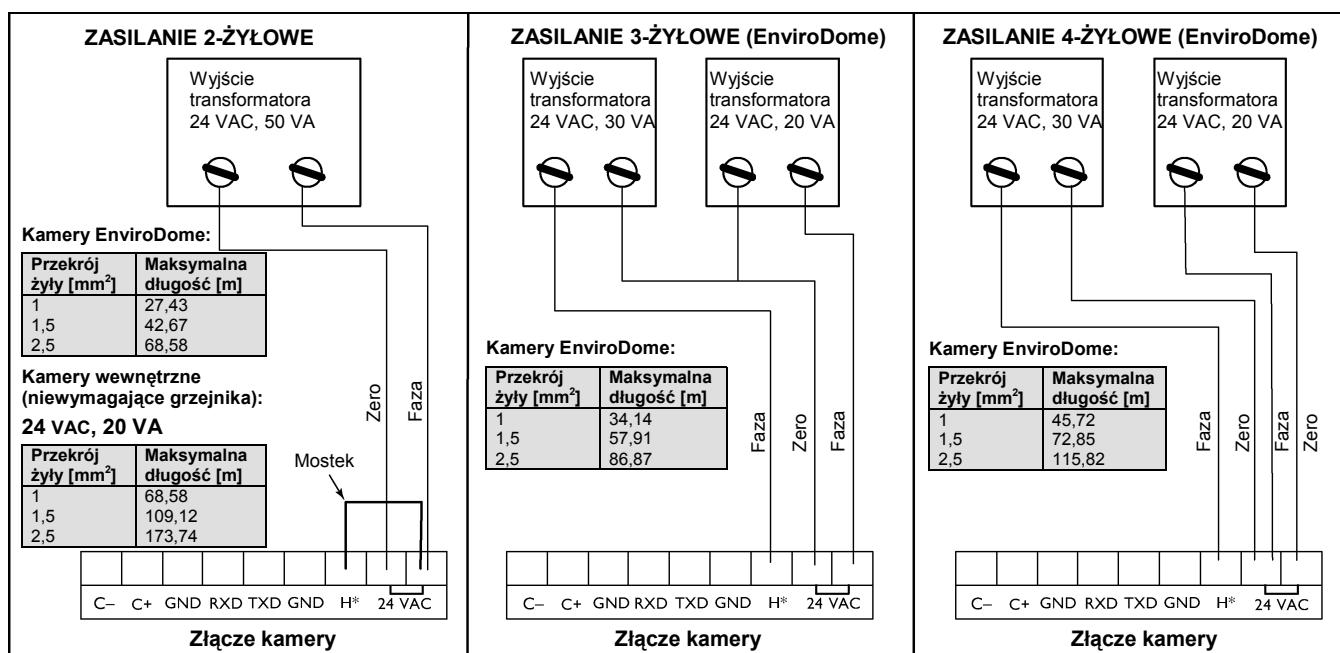 ZASILANIE 2-ŻYŁOWE
Wyjście
transformatora
24 VAC, 50 VA
Kamery EnviroDome:
Przekrój żyły [mm²] Maksymalna długość [m]
1 27,43
1,5 42,67
2,5 68,58
Kamery wewnętrzne
(niewymagające grzejnika):
24 VAC, 20 VA
Przekrój żyły [mm²] Maksymalna długość [m]
1 68,58
1,5 109,12
2,5 173,74
Zero
Faza
Mostek
C– C+ GND RXD TXD GND H* 24 VAC
Złącze kamery
ZASILANIE 3-ŻYŁOWE (EnviroDome)
Wyjście
transformatora
24 VAC, 30 VA
Wyjście
transformatora
24 VAC, 20 VA
Kamery EnviroDome:
Przekrój żyły [mm²] Maksymalna długość [m]
1 34,14
1,5 57,91
2,5 86,87
Faza
Zero
Faza
C– C+ GND RXD TXD GND H* 24 VAC
Złącze kamery
ZASILANIE 4-ŻYŁOWE (EnviroDome)
Wyjście
transformatora
24 VAC, 30 VA
Wyjście
transformatora
24 VAC, 20 VA
Kamery EnviroDome:
Przekrój żyły [mm²] Maksymalna długość [m]
1 45,72
1,5 72,85
2,5 115,82
Faza
Zero
Faza
Zero
C– C+ GND RXD TXD GND H* 24 VAC
Złącze kamery